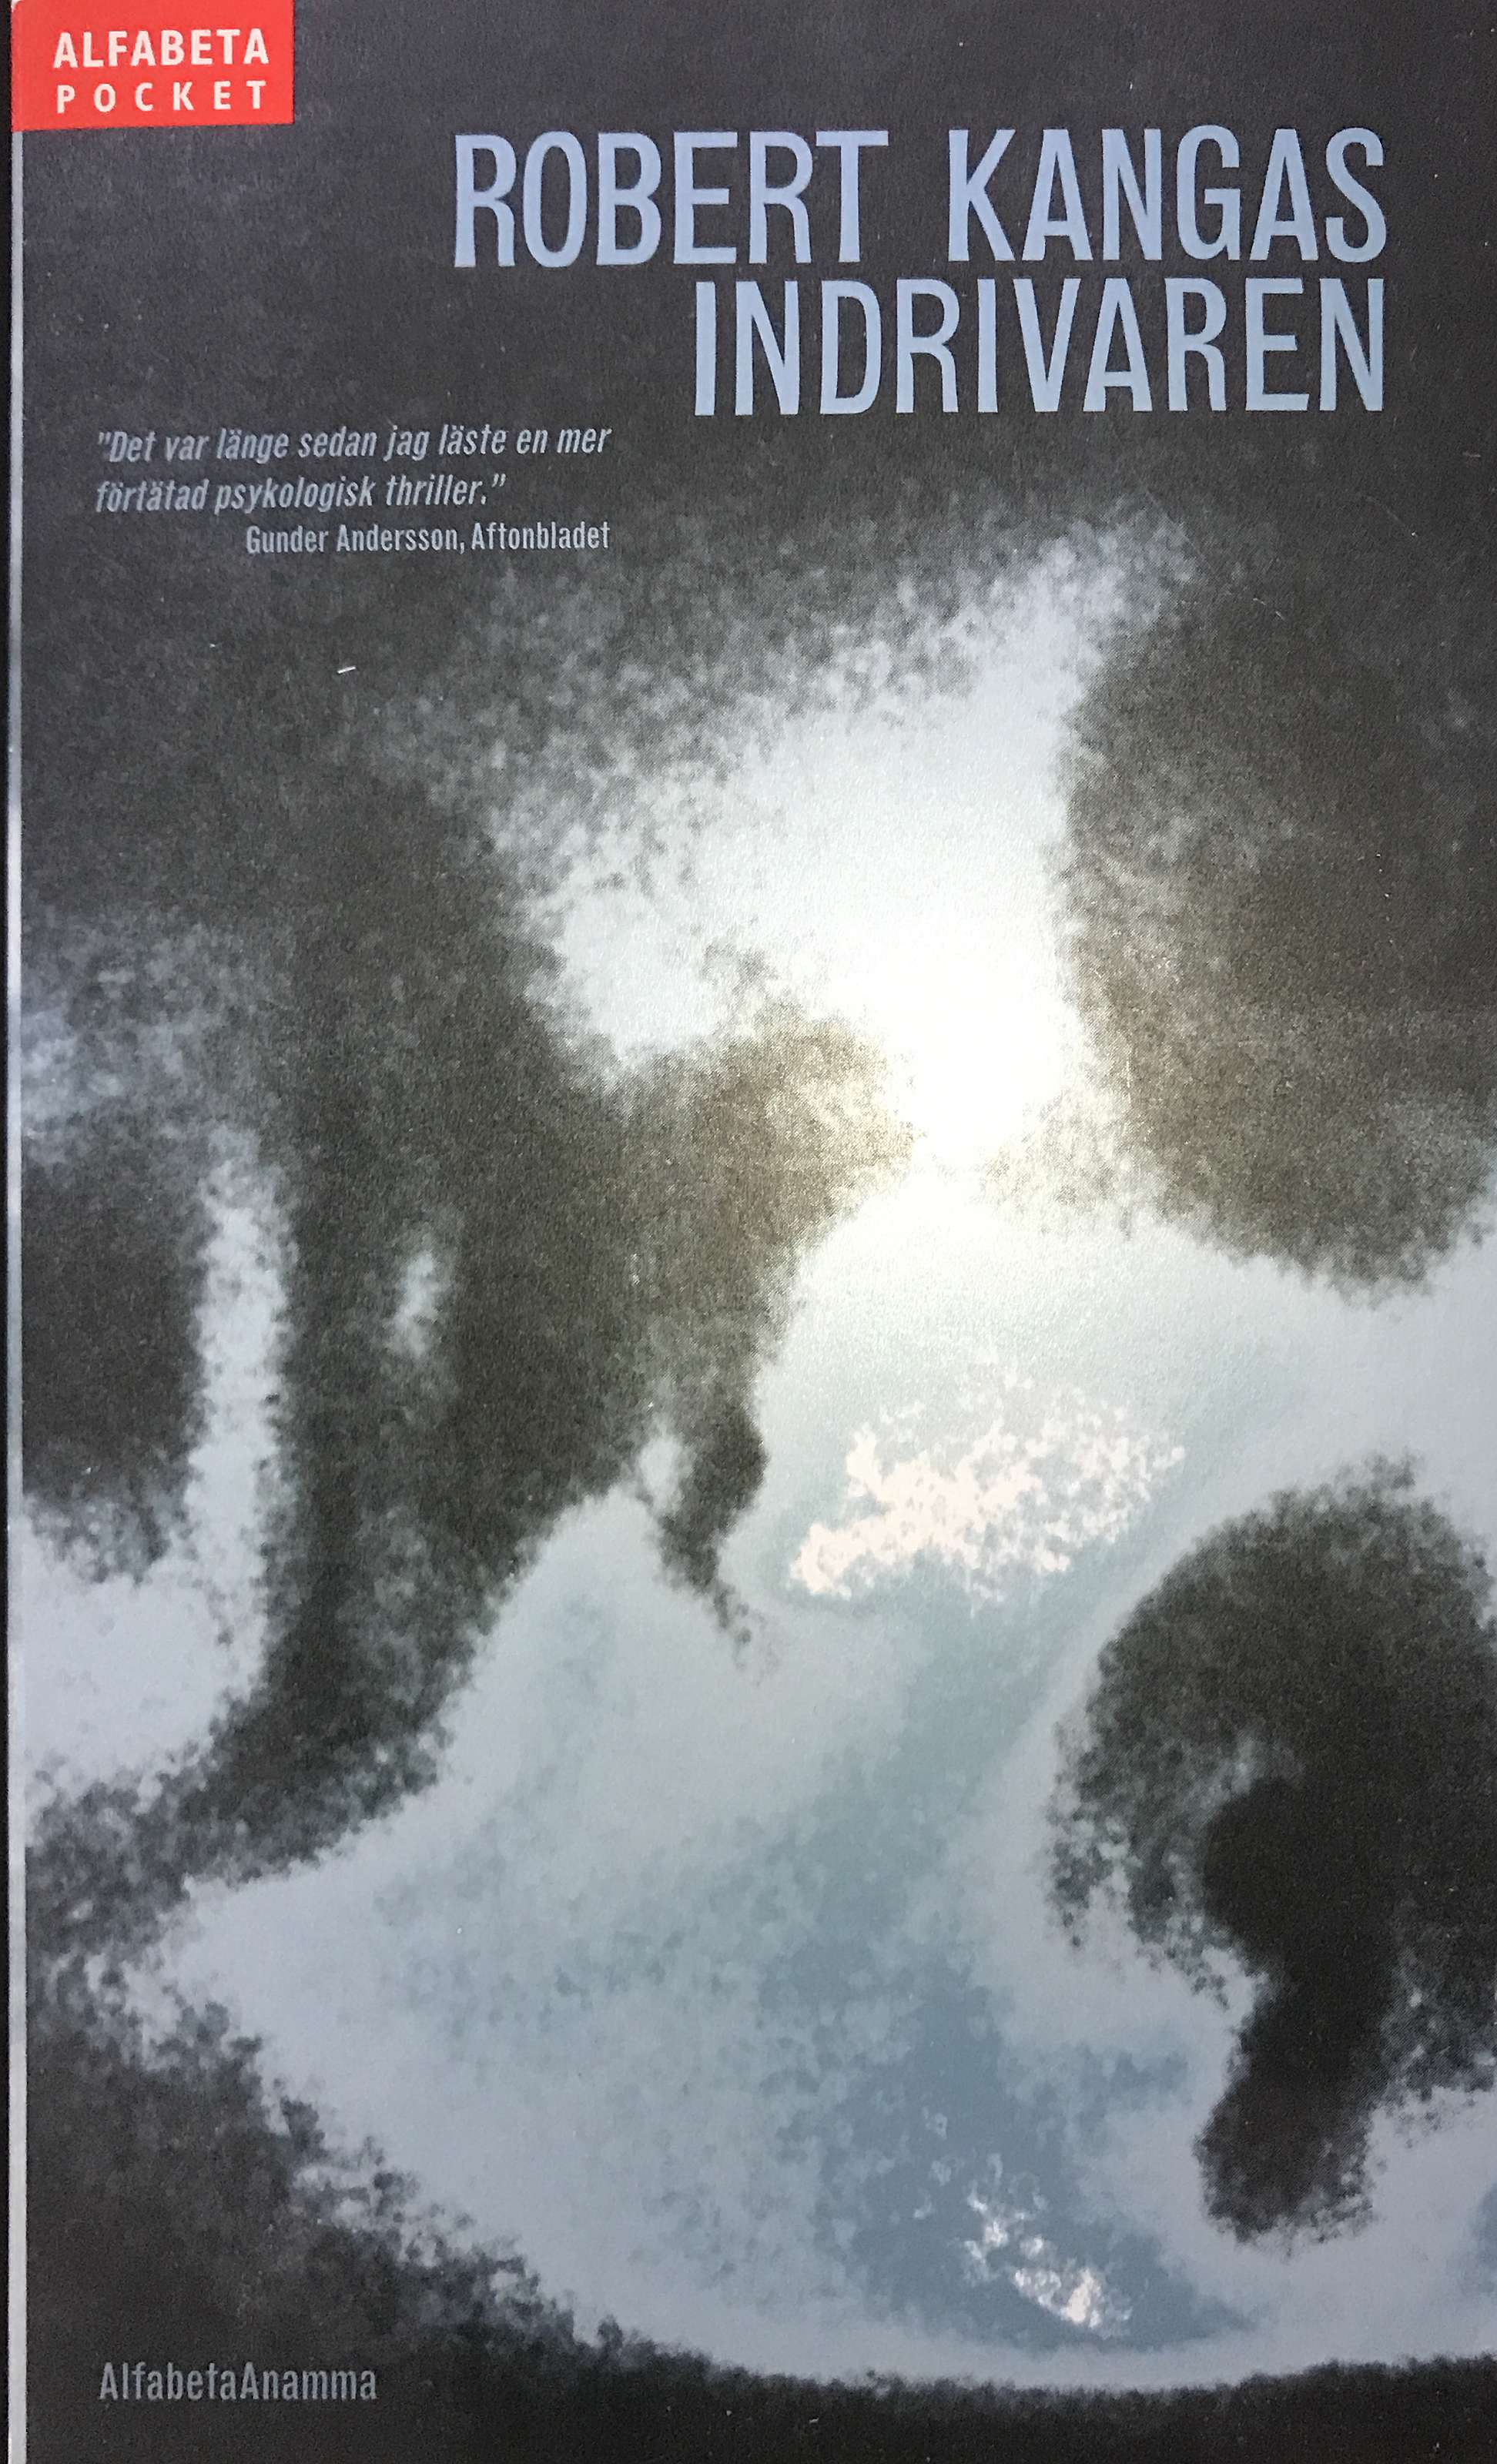 ALFABETA
POCKET
ROBERT KANGAS
INDRIVAREN
"Det var länge sedan jag läste en mer
förtätad psykologisk thriller.”
Gunder Andersson, Aftonbladet
AlfabetaAnamma